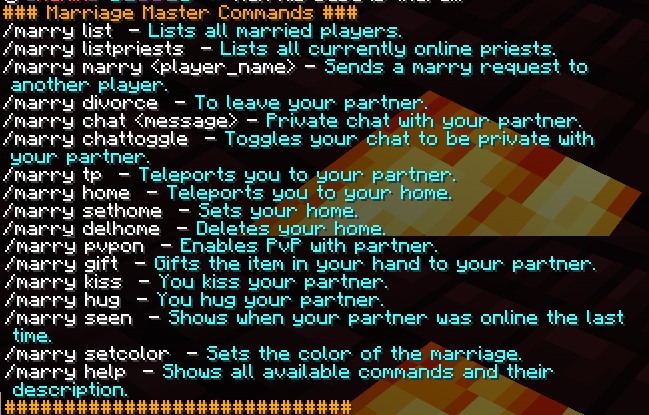 ### Marriage Master Commands ###
/marry list - Lists all married players.
/marry listpriests - Lists all currently online priests.
/marry marry <player_name> - Sends a marry request to
another player.
/marry divorce - To leave your partner.
/marry chat <message> - Private chat with your partner.
/marry chattoggle - Toggles your chat to be private with
your partner.
/marry tp - Teleports you to your partner.
/marry home - Teleports you to your home.
/marry sethome - Sets your home.
/marry delhome - Deletes your home.
/marry pvpon - Enables PvP with partner.
/marry gift - Gifts the item in your hand to your partner.
/marry kiss - You kiss your partner.
/marry hug - You hug your partner.
/marry seen - Shows when your partner was online the last
time.
/marry setcolor - Sets the color of the marriage.
/marry help - Shows all available commands and their
description.
#############################